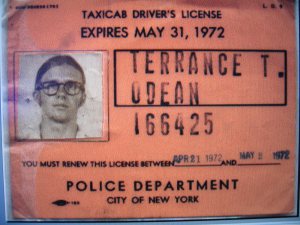 TAXICAB DRIVER'S LICENSE
EXPIRES MAY 31, 1972
TERRANCE T.
ODEAN
166425
YOU MUST RENEW THIS LICENSE BETWEEN APR 21 1972 AND MAY 5 1972
POLICE DEPARTMENT
CITY OF NEW YORK